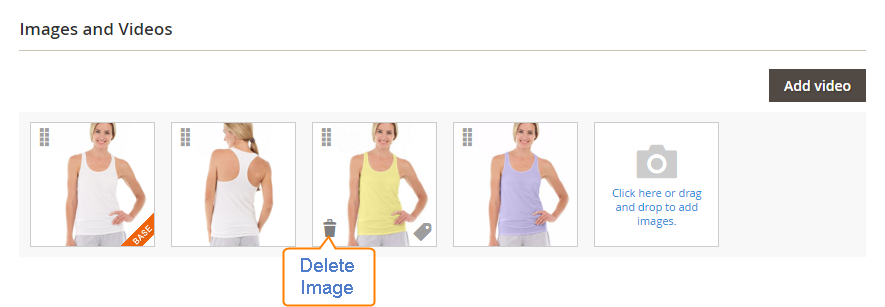 Images and Videos
Add video
BASE
Click here or drag
and drop to add
images.
Delete
Image